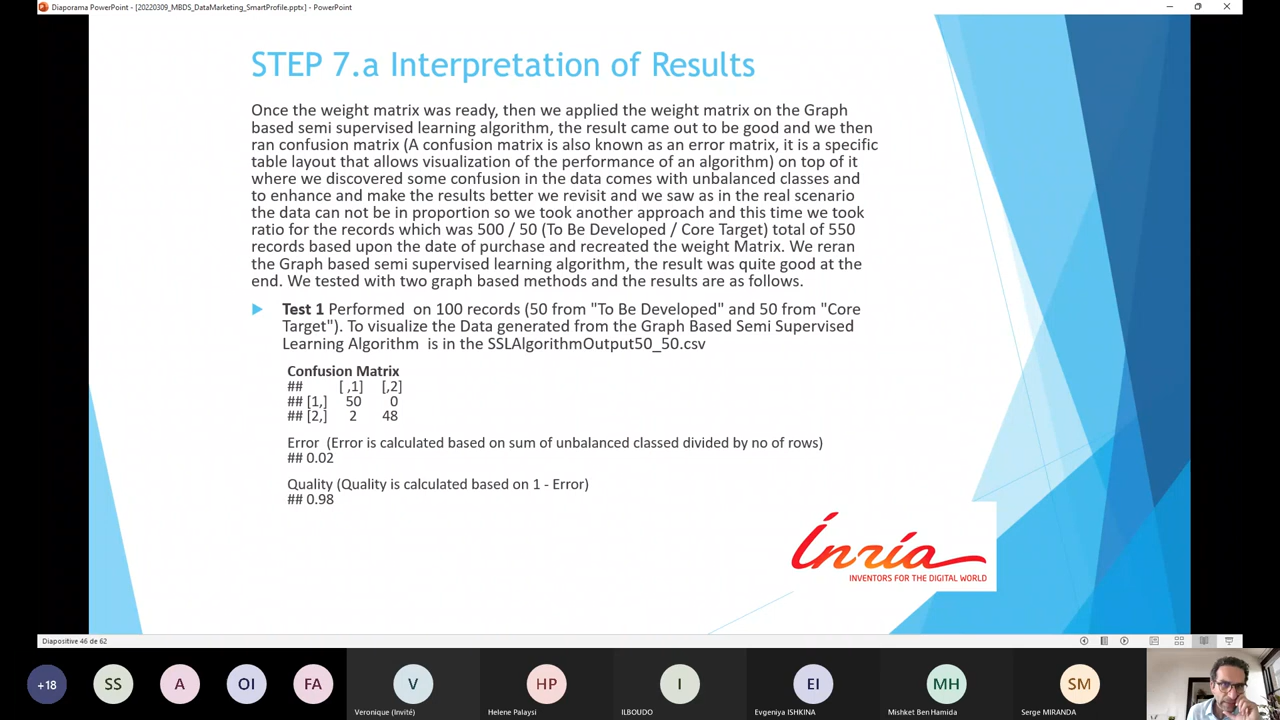 Diaporama PowerPoint - [20220309_MBDS_DataMarketing_SmartProfile.pptx] - PowerPoint
STEP 7.a Interpretation of Results
Once the weight matrix was ready, then we applied the weight matrix on the Graph
based semi supervised learning algorithm, the result came out to be good and we then
ran confusion matrix (A confusion matrix is also known as an error matrix, it is a specific
table layout that allows visualization of the performance of an algorithm) on top of it
where we discovered some confusion in the data comes with unbalanced classes and
to enhance and make the results better we revisit and we saw as in the real scenario
the data can not be in proportion so we took another approach and this time we took
ratio for the records which was 500 / 50 (To Be Developed / Core Target) total of 550
records based upon the date of purchase and recreated the weight Matrix. We reran
the Graph based semi supervised learning algorithm, the result was quite good at the
end. We tested with two graph based methods and the results are as follows.
Test 1 Performed on 100 records (50 from "To Be Developed" and 50 from "Core
Target"). To visualize the Data generated from the Graph Based Semi Supervised
Learning Algorithm is in the SSLAlgorithmOutput50_50.csv
Confusion Matrix
## [ ,1] [,2]
## [1,] 50 0
## [2,] 2 48
Error (Error is calculated based on sum of unbalanced classed divided by no of rows)
## 0.02
Quality (Quality is calculated based on 1 - Error)
## 0.98
Inria
INVENTORS FOR THE DIGITAL WORLD
Diapositive 46 de 62
+18 SS A OI FA V HP I EI MH SM
Veronique (Invité) Helene Palaysi ILBOUDO Evgeniya ISHKINA Mishket Ben Hamida Serge MIRANDA